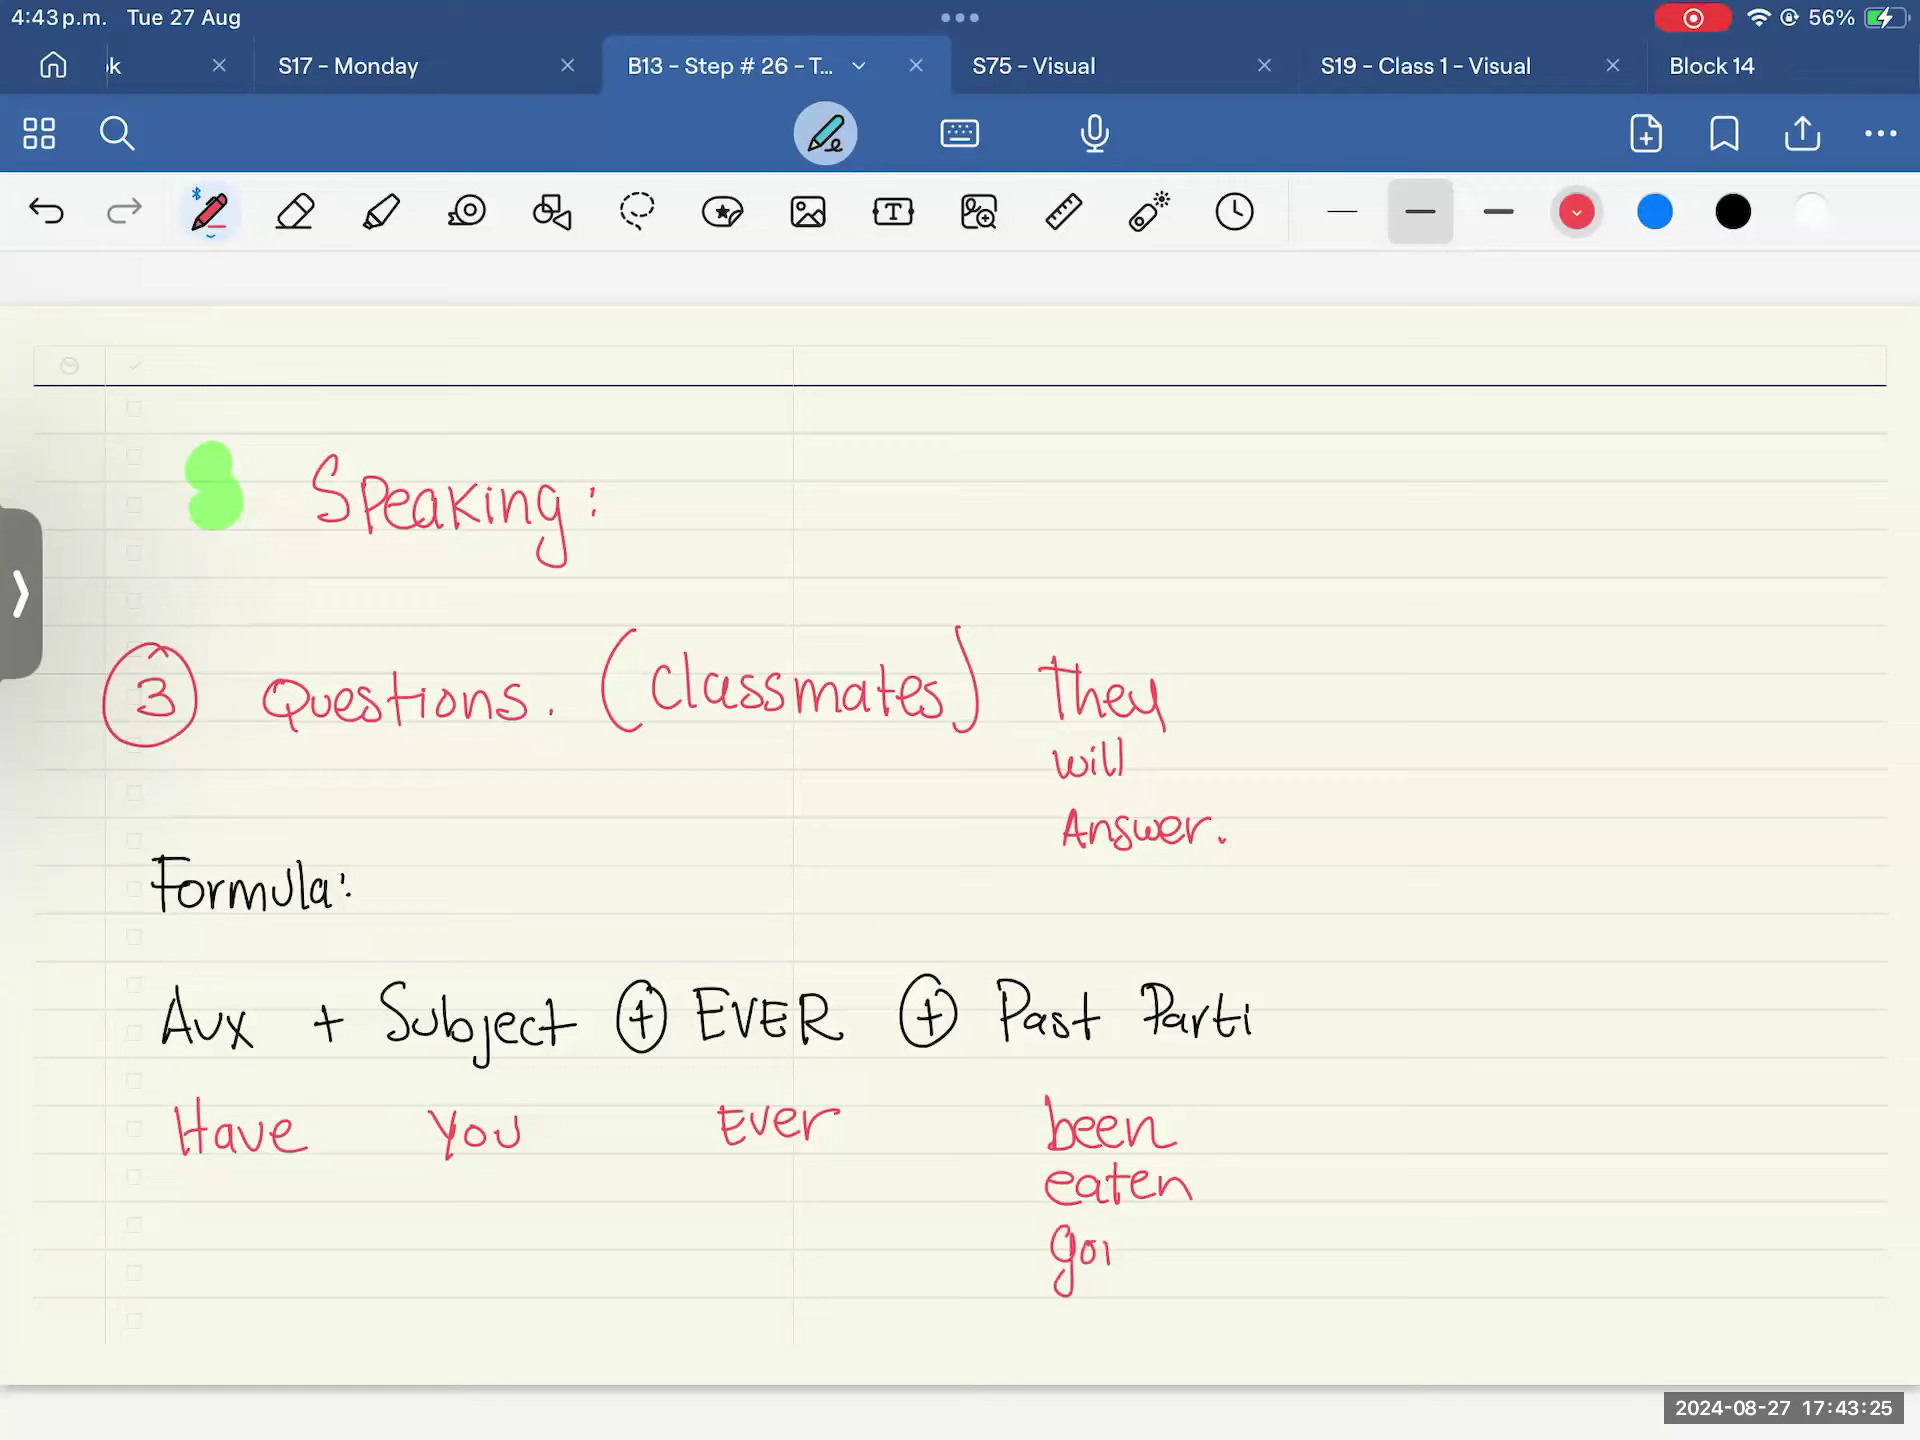 4:43 p.m. Tue 27 Aug 56%
ok S17 - Monday B13 - Step # 26 - T... S75 - Visual S19 - Class 1 - Visual Block 14
Speaking:
3 Questions. (Classmates) They
will
Answer.
Formula:
Aux + Subject + EVER + Past Parti
Have You Ever been
eaten
goi
2024-08-27 17:43:25